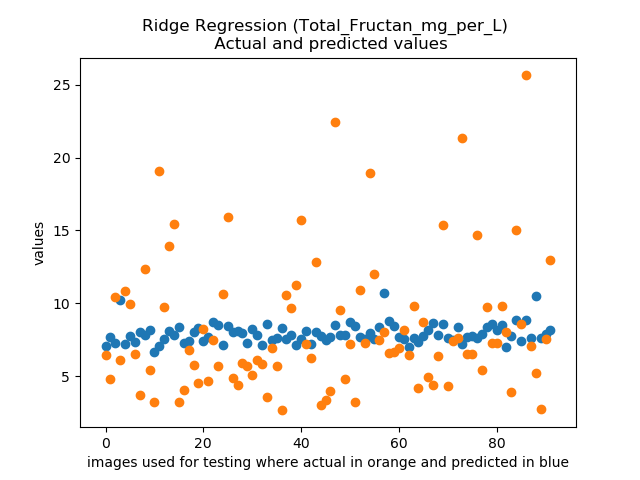 Ridge Regression (Total_Fructan_mg_per_L)
Actual and predicted values
25
20
15
10
5
values
0 20 40 60 80
images used for testing where actual in orange and predicted in blue